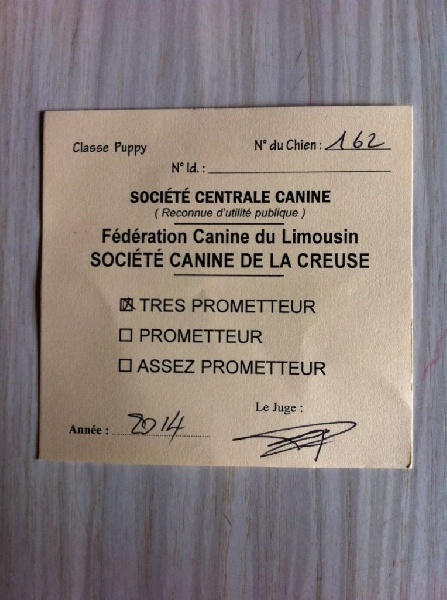 Classe Puppy N° du Chien : 162
N° Id. :
SOCIÉTÉ CENTRALE CANINE
( Reconnue d'utilité publique )
Fédération Canine du Limousin
SOCIÉTÉ CANINE DE LA CREUSE
☒ TRES PROMETTEUR
☐ PROMETTEUR
☐ ASSEZ PROMETTEUR
Le Juge :
Année : 2014